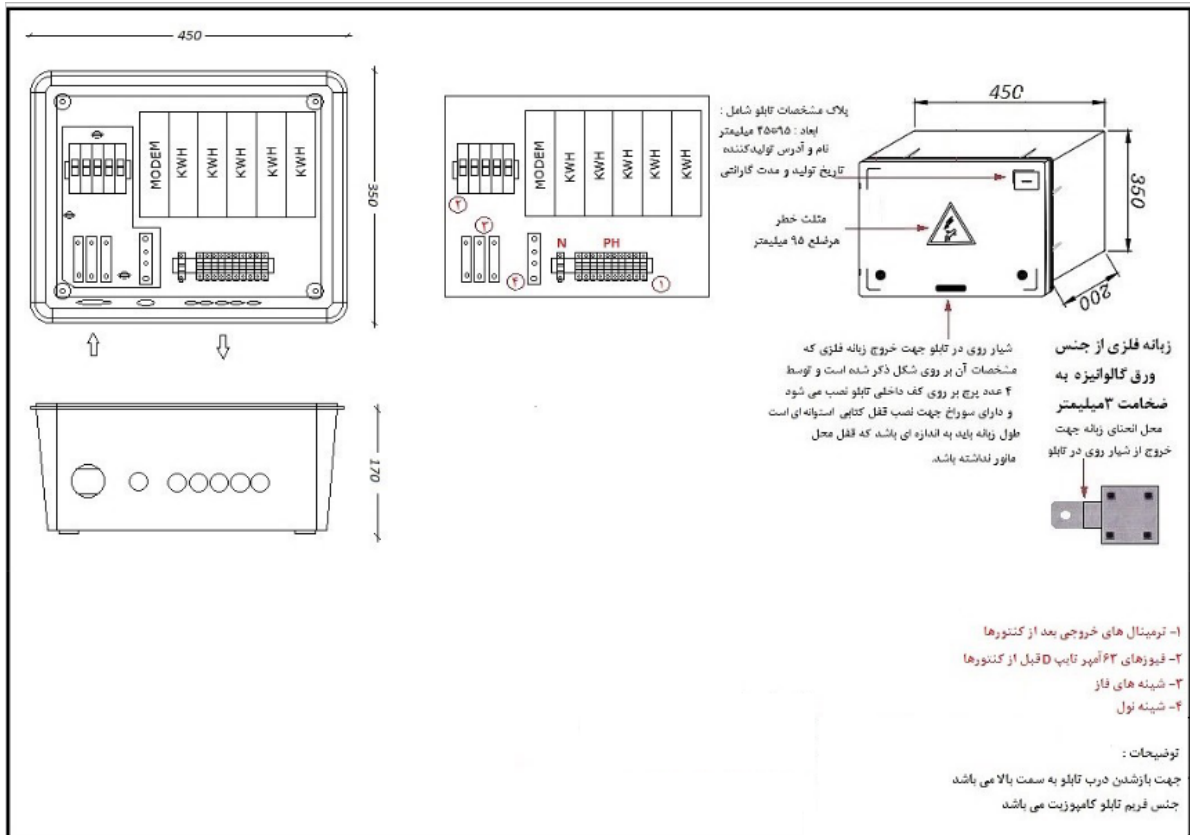 450
350
MODEM
KWH
KWH
KWH
KWH
KWH
170
MODEM
KWH
KWH
KWH
KWH
KWH
N
PH
۲
۳
۴
۱
پلاک مشخصات تابلو شامل :
ابعاد : ۹۵*۴۵ میلیمتر
نام و آدرس تولیدکننده
تاریخ تولید و مدت گارانتی
مثلث خطر
هرضلع ۹۵ میلیمتر
450
350
200
شیار روی در تابلو جهت خروج زبانه فلزی که
مشخصات آن بر روی شکل ذکر شده است و توسط
۴ عدد پرچ بر روی کف داخلی تابلو نصب می شود
و دارای سوراخ جهت نصب قفل کتابی استوانه ای است
طول زبانه باید به اندازه ای باشد که قفل محل
مانور نداشته باشد.
زبانه فلزی از جنس
ورق گالوانیزه به
ضخامت ۳میلیمتر
محل انحنای زبانه جهت
خروج از شیار روی در تابلو
۱- ترمینال های خروجی بعد از کنتورها
۲- فیوزهای ۶۳آمپر تایپ D قبل از کنتورها
۳- شینه های فاز
۴- شینه نول
توضیحات :
جهت بازشدن درب تابلو به سمت بالا می باشد
جنس فریم تابلو کامپوزیت می باشد